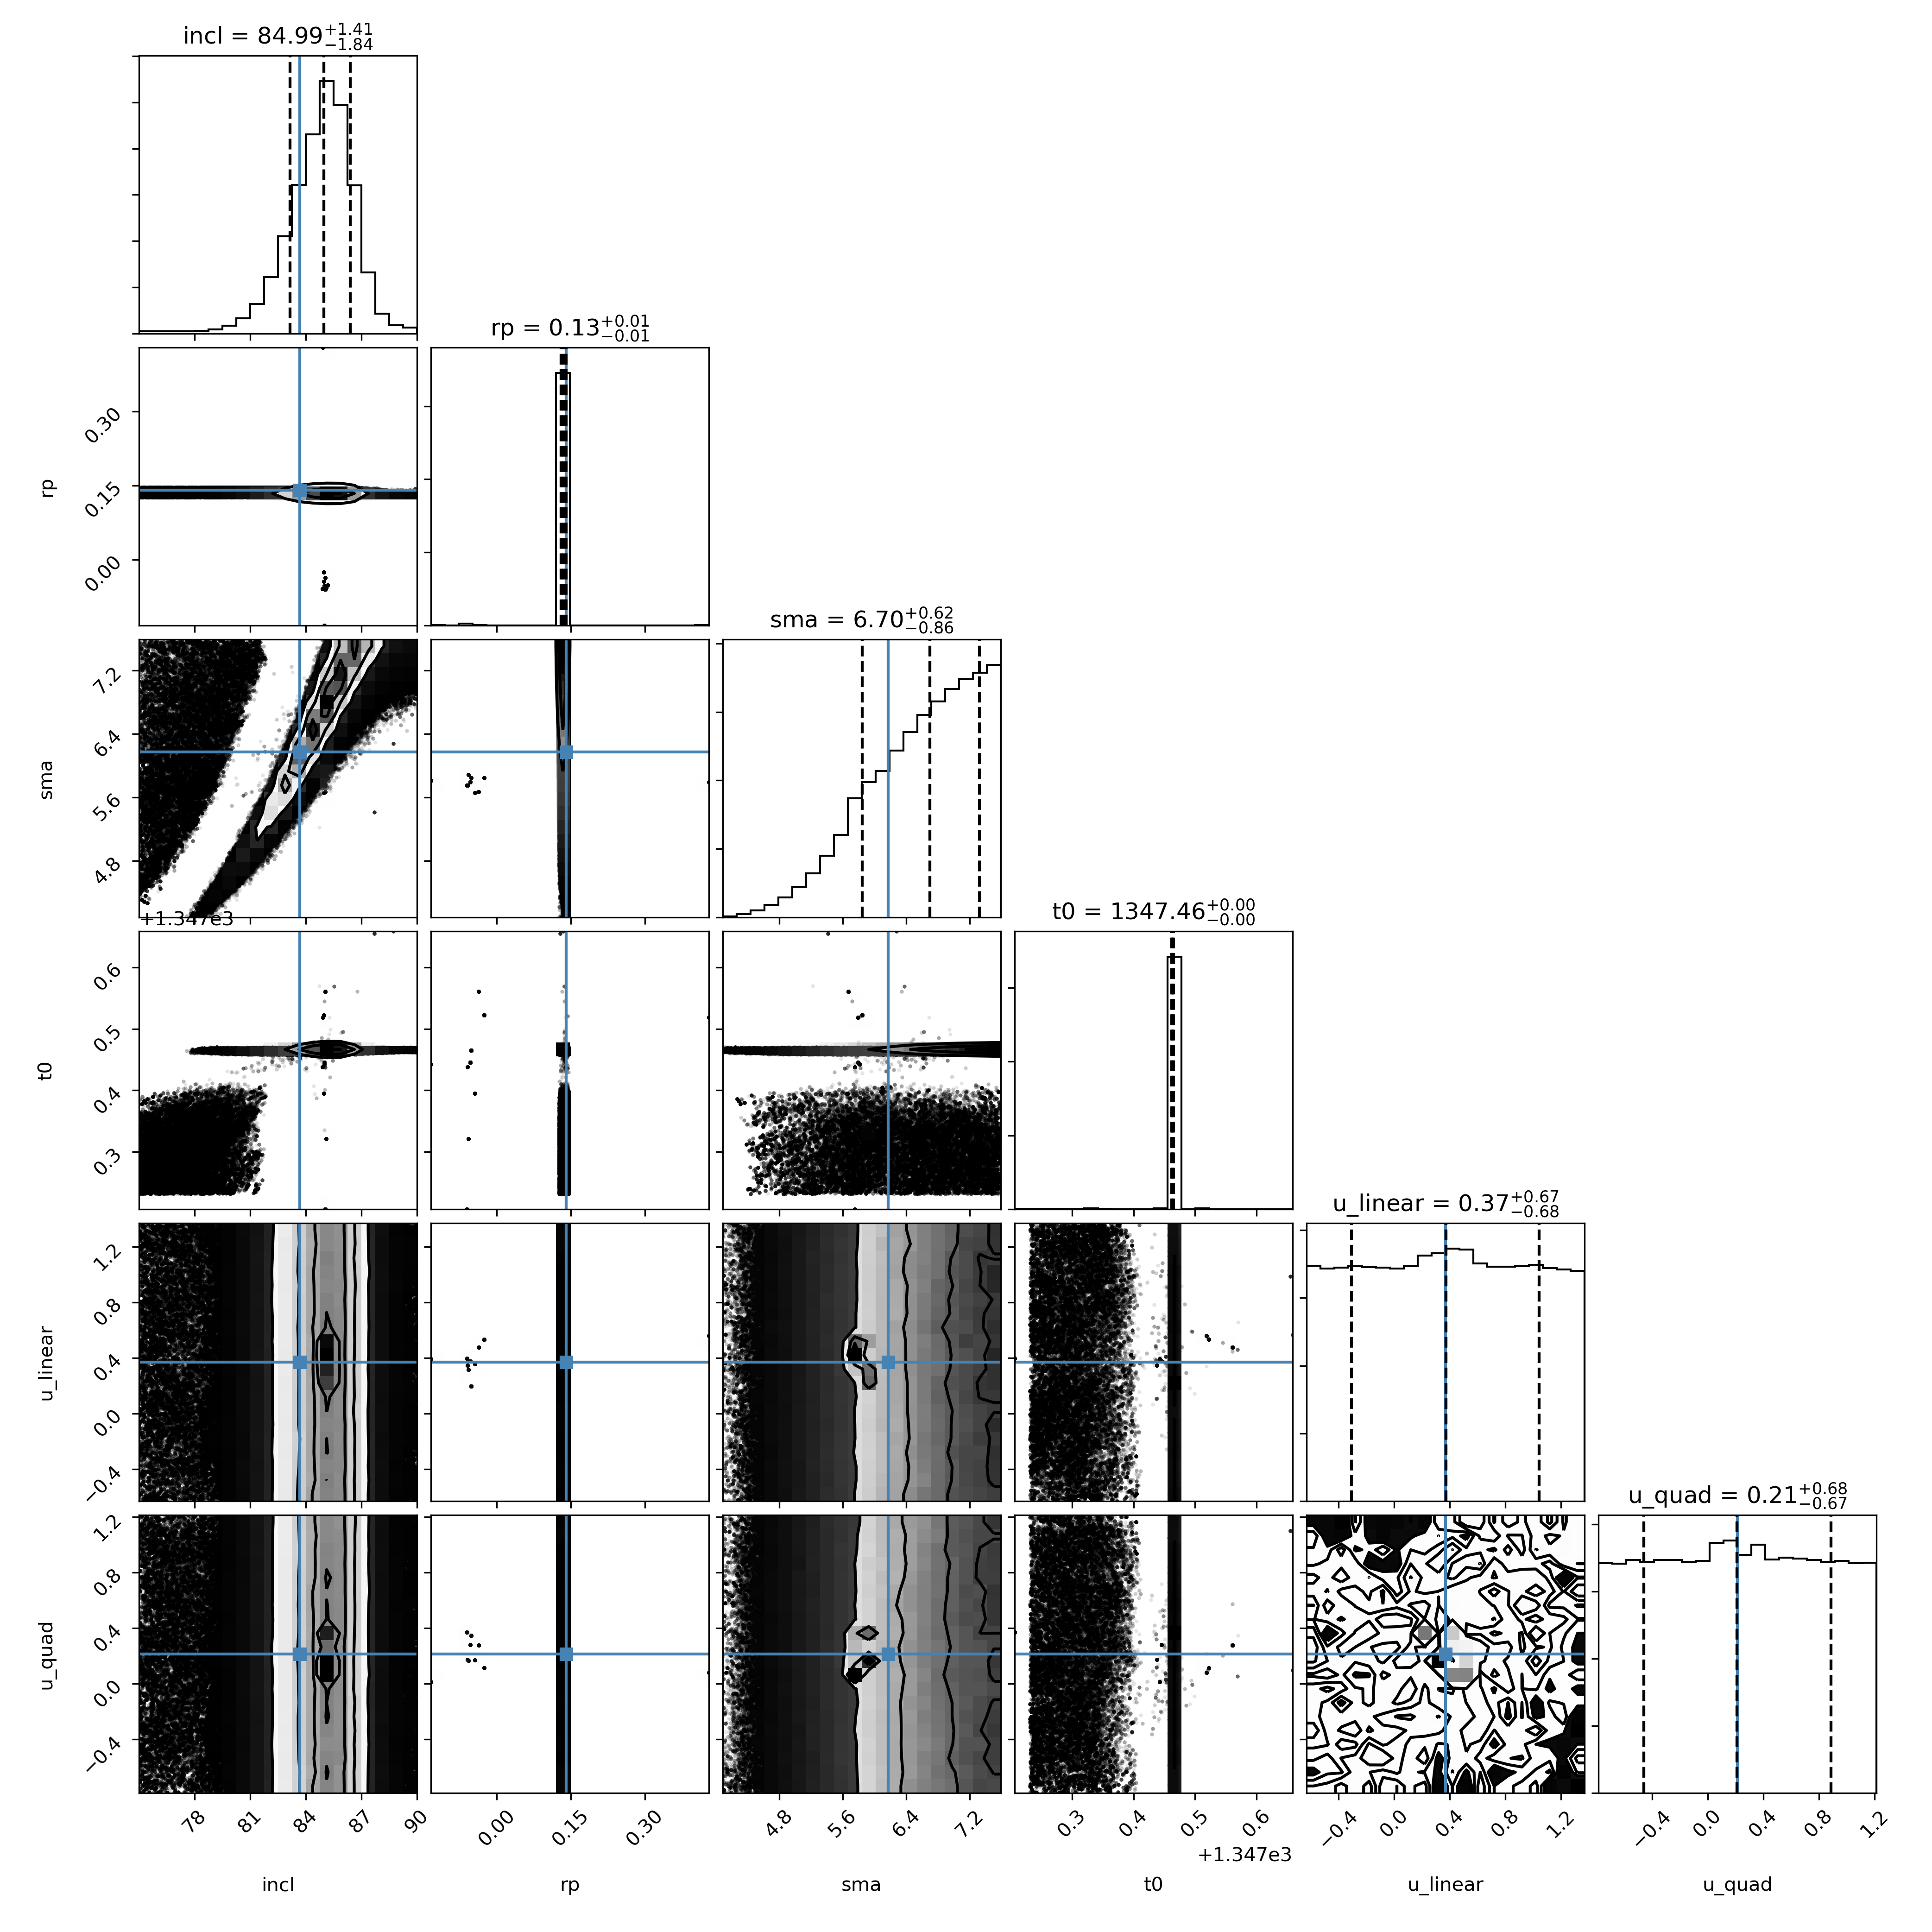 incl = 84.99+1.41−1.84
rp = 0.13+0.01−0.01
0.30
0.15
0.00
rp
sma = 6.70+0.62−0.86
7.2
6.4
5.6
4.8
sma
+1.347e3
t0 = 1347.46+0.00−0.00
0.6
0.5
0.4
0.3
t0
u_linear = 0.37+0.67−0.68
1.2
0.8
0.4
0.0
−0.4
u_linear
u_quad = 0.21+0.68−0.67
1.2
0.8
0.4
0.0
−0.4
u_quad
78 81 84 87 90
0.00 0.15 0.30
4.8 5.6 6.4 7.2
0.3 0.4 0.5 0.6
−0.4 0.0 0.4 0.8 1.2
−0.4 0.0 0.4 0.8 1.2
+1.347e3
incl rp sma t0 u_linear u_quad